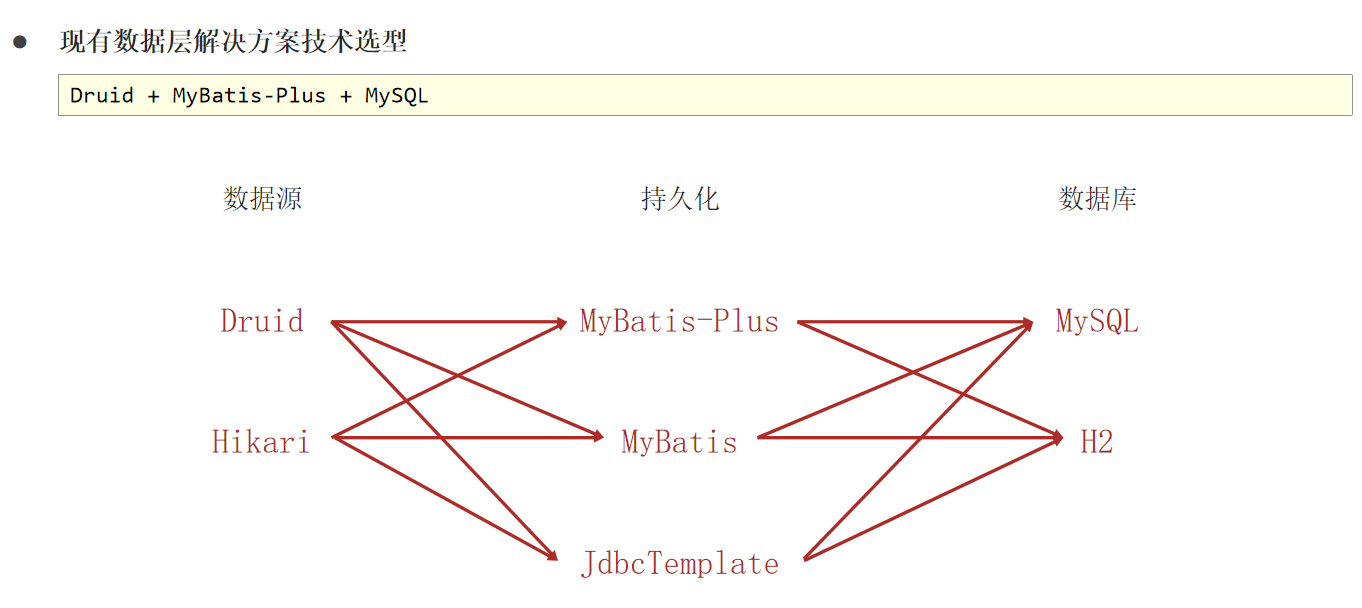 现有数据层解决方案技术选型
Druid + MyBatis-Plus + MySQL
数据源 持久化 数据库
Druid MyBatis-Plus MySQL
Hikari MyBatis H2
JdbcTemplate